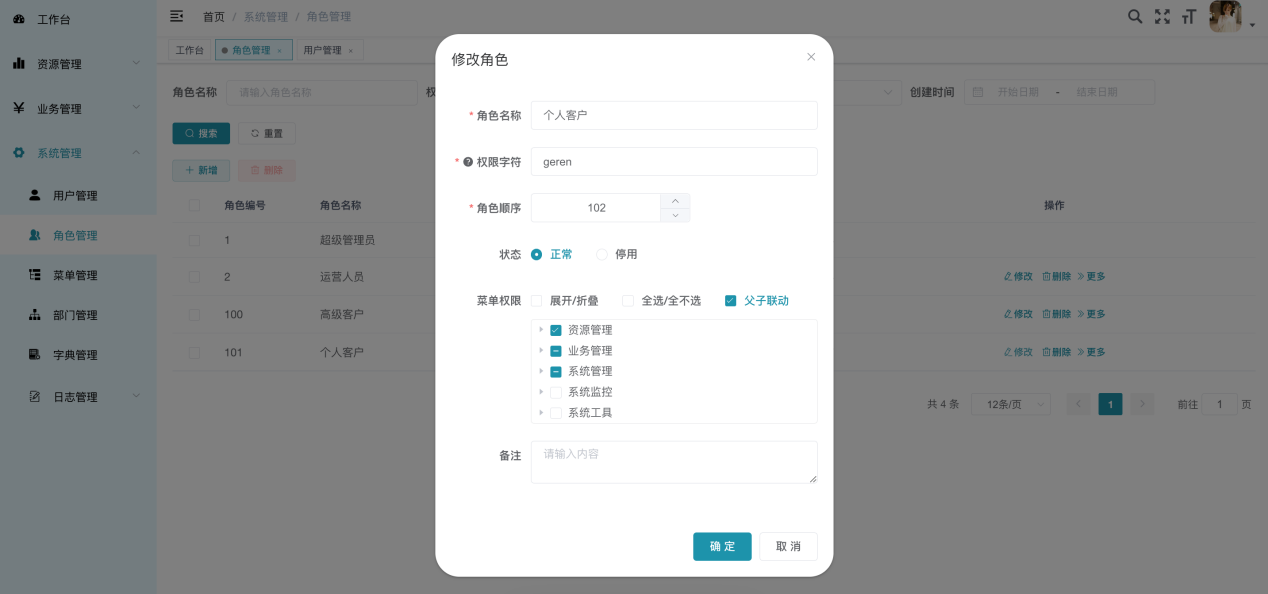 工作台
首页 / 系统管理 / 角色管理
资源管理
业务管理
系统管理
用户管理
角色管理
菜单管理
部门管理
字典管理
日志管理
工作台 角色管理 × 用户管理 ×
角色名称 请输入角色名称
创建时间 开始日期 - 结束日期
搜索 重置
新增 删除
角色编号 角色名称 操作
1 超级管理员
2 运营人员 修改 删除 更多
100 高级客户 修改 删除 更多
101 个人客户 修改 删除 更多
共 4 条 12条/页 1 前往 1 页
修改角色
* 角色名称 个人客户
* 权限字符 geren
* 角色顺序 102
状态 正常 停用
菜单权限 展开/折叠 全选/全不选 父子联动
资源管理
业务管理
系统管理
系统监控
系统工具
备注 请输入内容
确 定 取 消